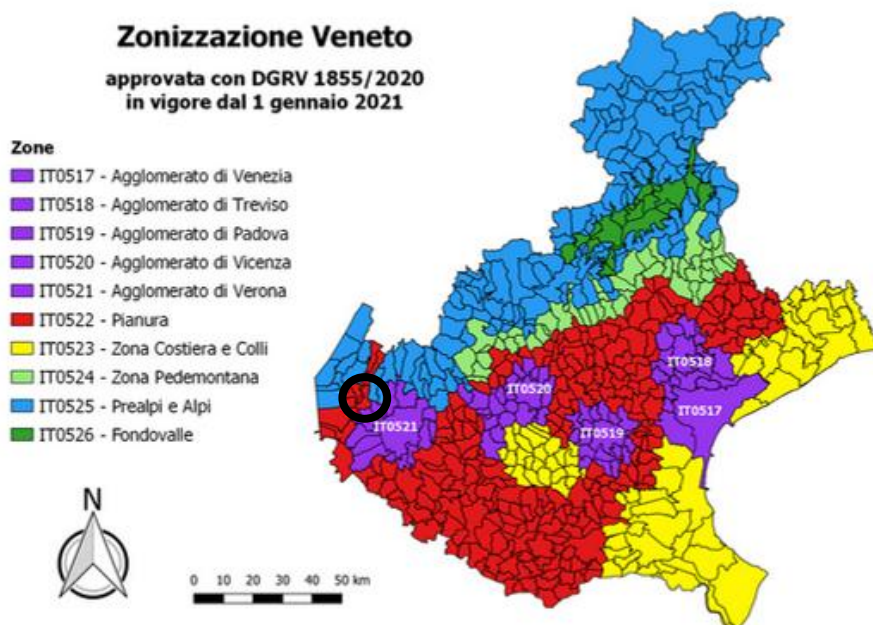 Zonizzazione Veneto
approvata con DGRV 1855/2020
in vigore dal 1 gennaio 2021
Zone
IT0517 - Agglomerato di Venezia
IT0518 - Agglomerato di Treviso
IT0519 - Agglomerato di Padova
IT0520 - Agglomerato di Vicenza
IT0521 - Agglomerato di Verona
IT0522 - Pianura
IT0523 - Zona Costiera e Colli
IT0524 - Zona Pedemontana
IT0525 - Prealpi e Alpi
IT0526 - Fondovalle
IT0518
IT0520
IT0517
IT0521
IT0519
N
0 10 20 30 40 50 km